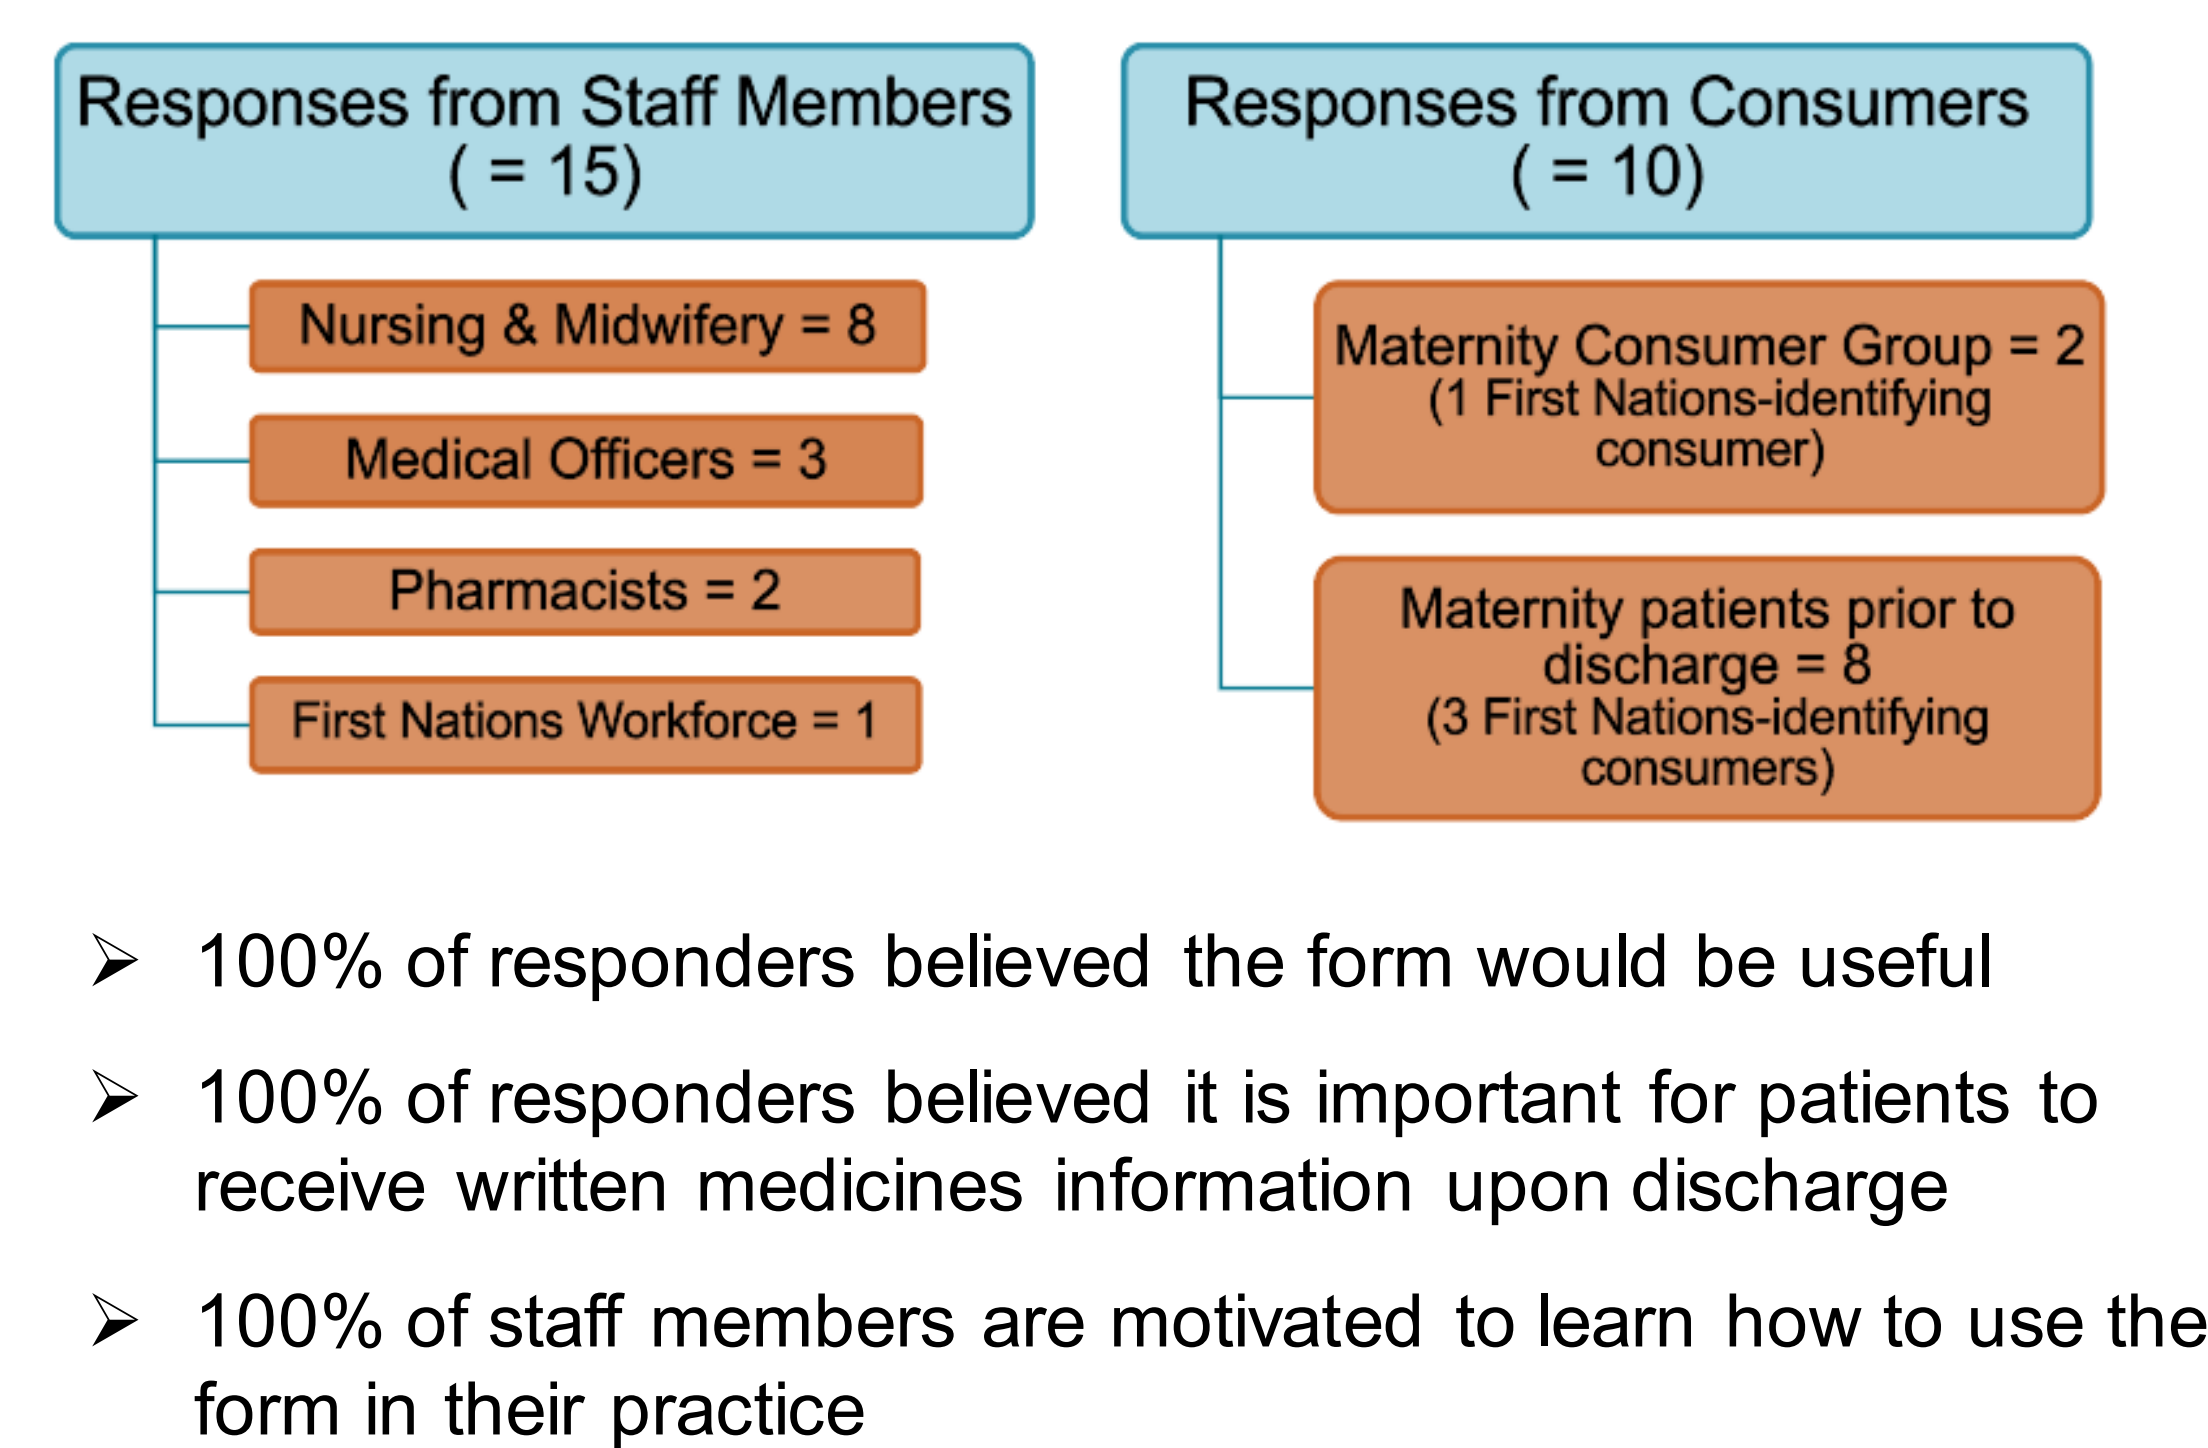 Responses from Staff Members
( = 15)
Nursing & Midwifery = 8
Medical Officers = 3
Pharmacists = 2
First Nations Workforce = 1
Responses from Consumers
( = 10)
Maternity Consumer Group = 2
(1 First Nations-identifying
consumer)
Maternity patients prior to
discharge = 8
(3 First Nations-identifying
consumers)
➢ 100% of responders believed the form would be useful
➢ 100% of responders believed it is important for patients to
receive written medicines information upon discharge
➢ 100% of staff members are motivated to learn how to use the
form in their practice